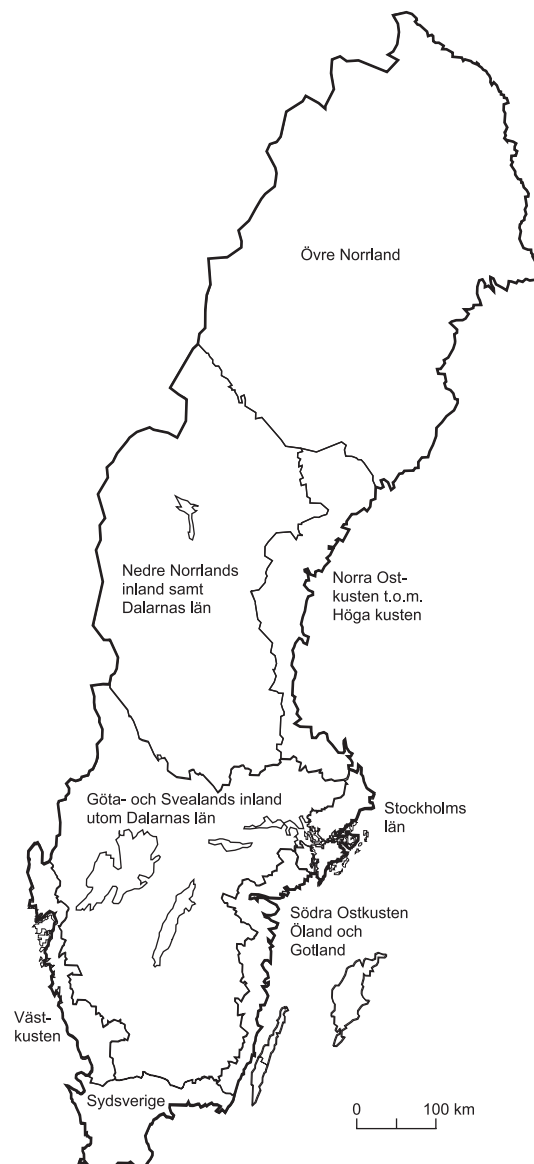 Övre Norrland
Nedre Norrlands
inland samt
Dalarnas län
Norra Ost-
kusten t.o.m.
Höga kusten
Göta- och Svealands inland
utom Dalarnas län
Stockholms
län
Södra Ostkusten
Öland och
Gotland
Väst-
kusten
Sydsverige
0 100 km